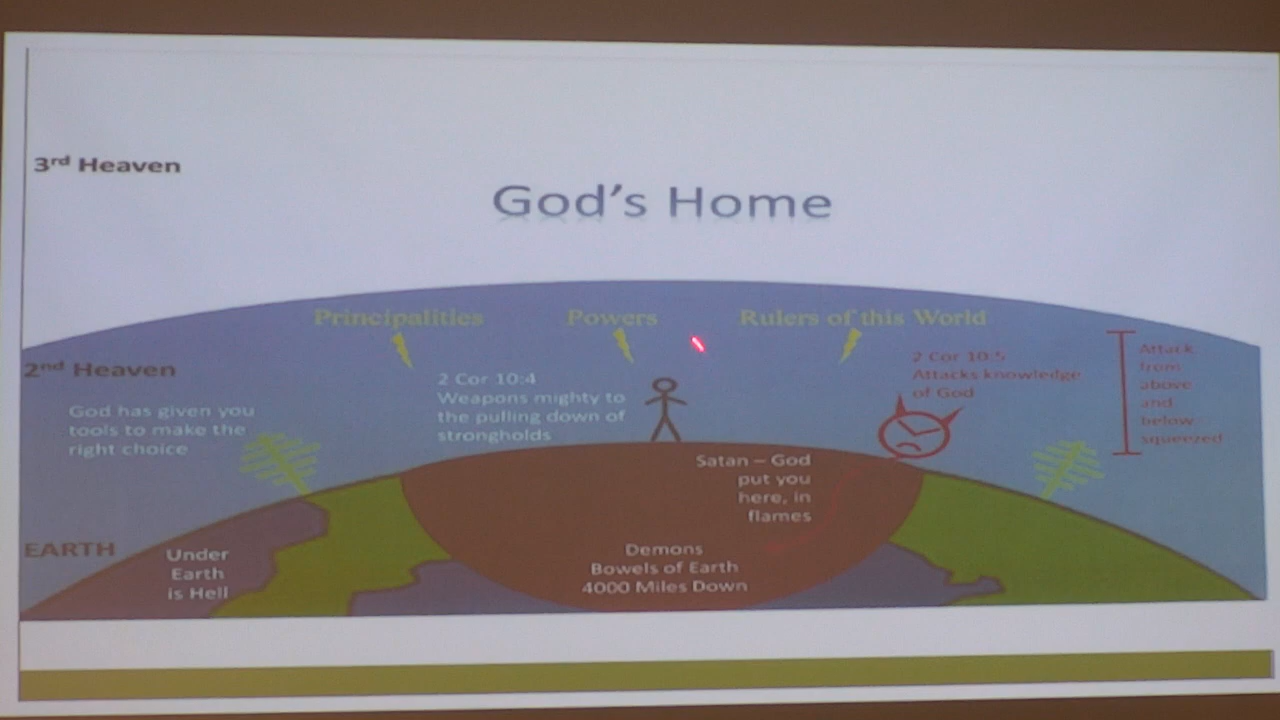 3rd Heaven
God's Home
Principalities
Powers
Rulers of this World
2nd Heaven
God has given you
tools to make the
right choice
2 Cor 10:4
Weapons mighty to
the pulling down of
strongholds
2 Cor 10:5
Attacks knowledge
of God
Attack
from
above
and
below
squeezed
Satan – God
put you
here, in
flames
EARTH
Under
Earth
is Hell
Demons
Bowels of Earth
4000 Miles Down